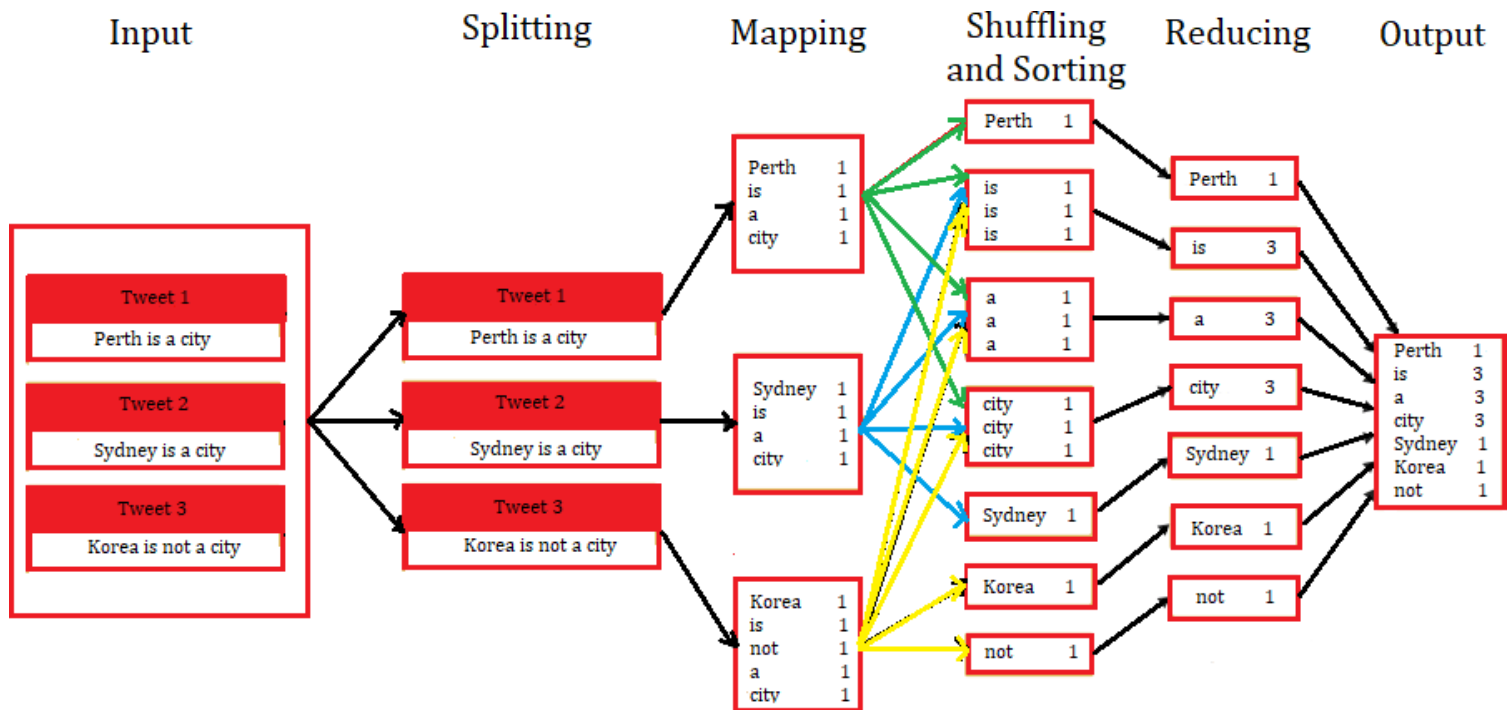 Input
Splitting
Mapping
Shuffling
and Sorting
Reducing
Output
Tweet 1
Perth is a city
Tweet 2
Sydney is a city
Tweet 3
Korea is not a city
Tweet 1
Perth is a city
Tweet 2
Sydney is a city
Tweet 3
Korea is not a city
Perth 1
is 1
a 1
city 1
Sydney 1
is 1
a 1
city 1
Korea 1
is 1
not 1
a 1
city 1
Perth 1
is 1
is 1
is 1
a 1
a 1
a 1
city 1
city 1
city 1
Sydney 1
Korea 1
not 1
Perth 1
is 3
a 3
city 3
Sydney 1
Korea 1
not 1
Perth 1
is 3
a 3
city 3
Sydney 1
Korea 1
not 1